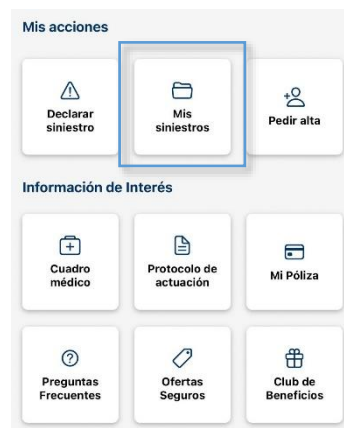 Mis acciones
Declarar
siniestro
Mis
siniestros
Pedir alta
Información de Interés
Cuadro
médico
Protocolo de
actuación
Mi Póliza
Preguntas
Frecuentes
Ofertas
Seguros
Club de
Beneficios